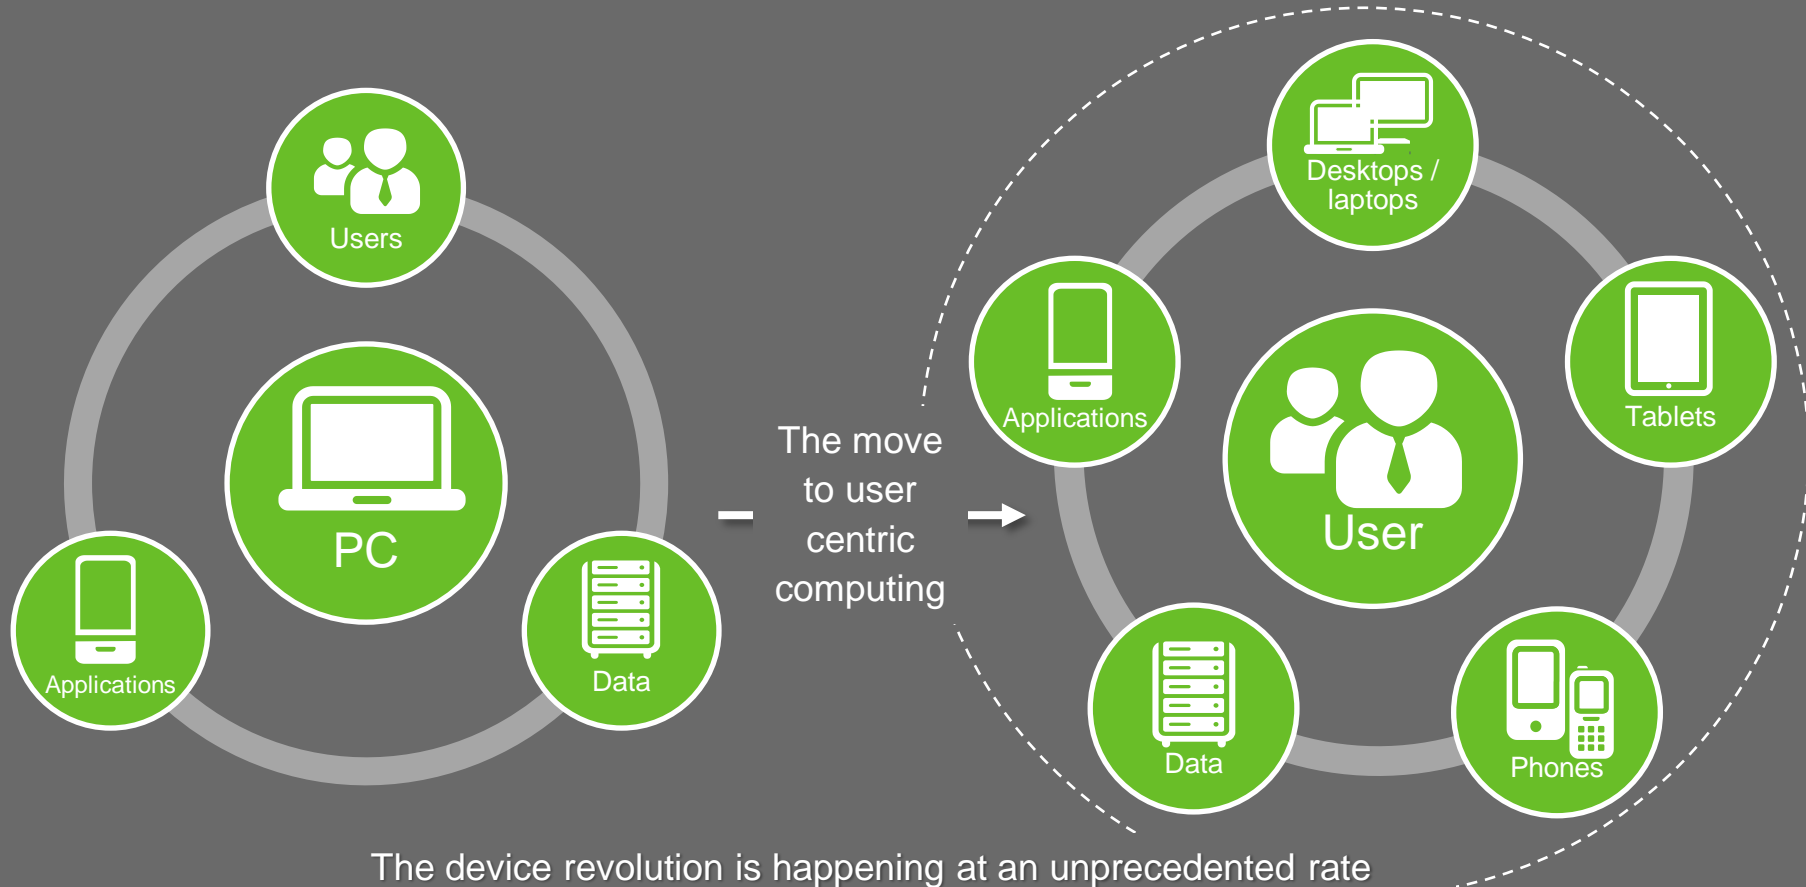 Users
PC
Applications
Data
The move
to user
centric
computing
Desktops /
laptops
Applications
Tablets
User
Data
Phones
The device revolution is happening at an unprecedented rate